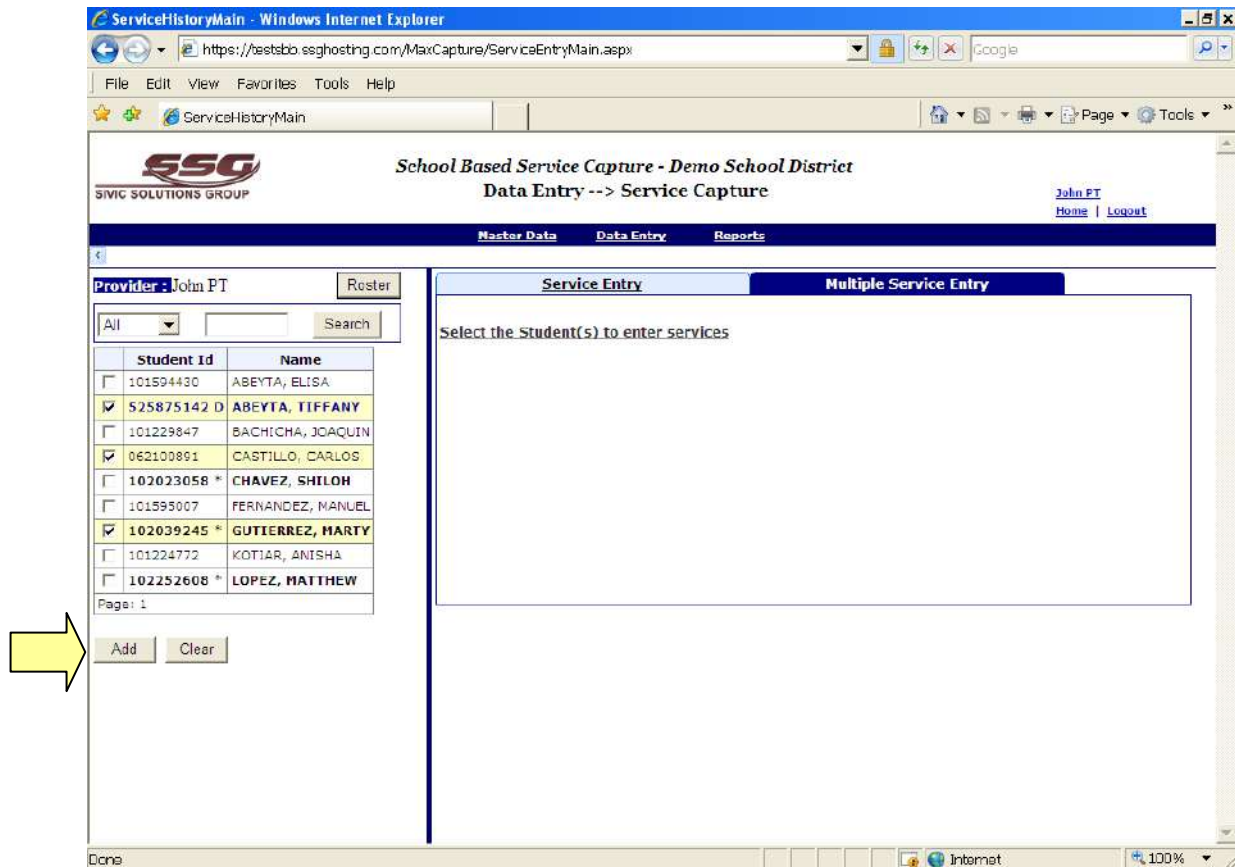 ServiceHistoryMain - Windows Internet Explorer
https://testsbb.ssghosting.com/MaxCapture/ServiceEntryMain.aspx Google
File Edit View Favorites Tools Help
ServiceHistoryMain Page Tools »
SSG
SIVIC SOLUTIONS GROUP
School Based Service Capture - Demo School District
Data Entry --> Service Capture
John PT
Home | Logout
Master Data Data Entry Reports
<
Provider : John PT Roster
All Search
Student Id Name
101594430 ABEYTA, ELISA
525875142 D ABEYTA, TIFFANY
101229847 BACHICHA, JOAQUIN
062100891 CASTILLO, CARLOS
102023058 * CHAVEZ, SHILOH
101595007 FERNANDEZ, MANUEL
102039245 * GUTIERREZ, MARTY
101224772 KOTIAR, ANISHA
102252608 * LOPEZ, MATTHEW
Page: 1
Add Clear
Service Entry Multiple Service Entry
Select the Student(s) to enter services
Done Internet 100%